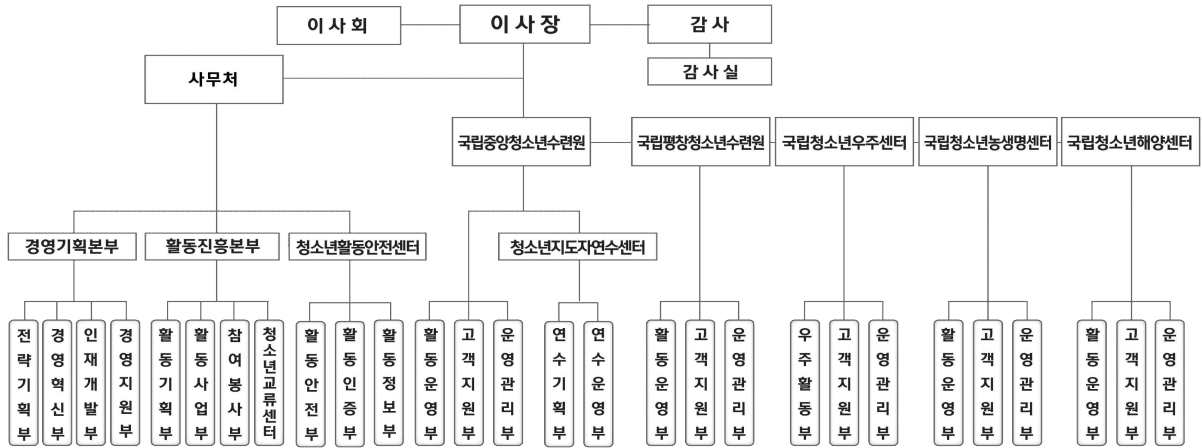 이 사 회
이 사 장
감 사
감 사 실
사무처
국립중앙청소년수련원
국립평창청소년수련원
국립청소년우주센터
국립청소년농생명센터
국립청소년해양센터
경영기획본부
활동진흥본부
청소년활동안전센터
청소년지도자연수센터
전략기획부
경영혁신부
인재개발부
경영지원부
활동기획부
활동사업부
참여봉사부
청소년교류센터
활동안전부
활동인증부
활동정보부
활동운영부
고객지원부
운영관리부
연수기획부
연수운영부
활동운영부
고객지원부
운영관리부
우주활동부
고객지원부
운영관리부
활동운영부
고객지원부
운영관리부
활동운영부
고객지원부
운영관리부